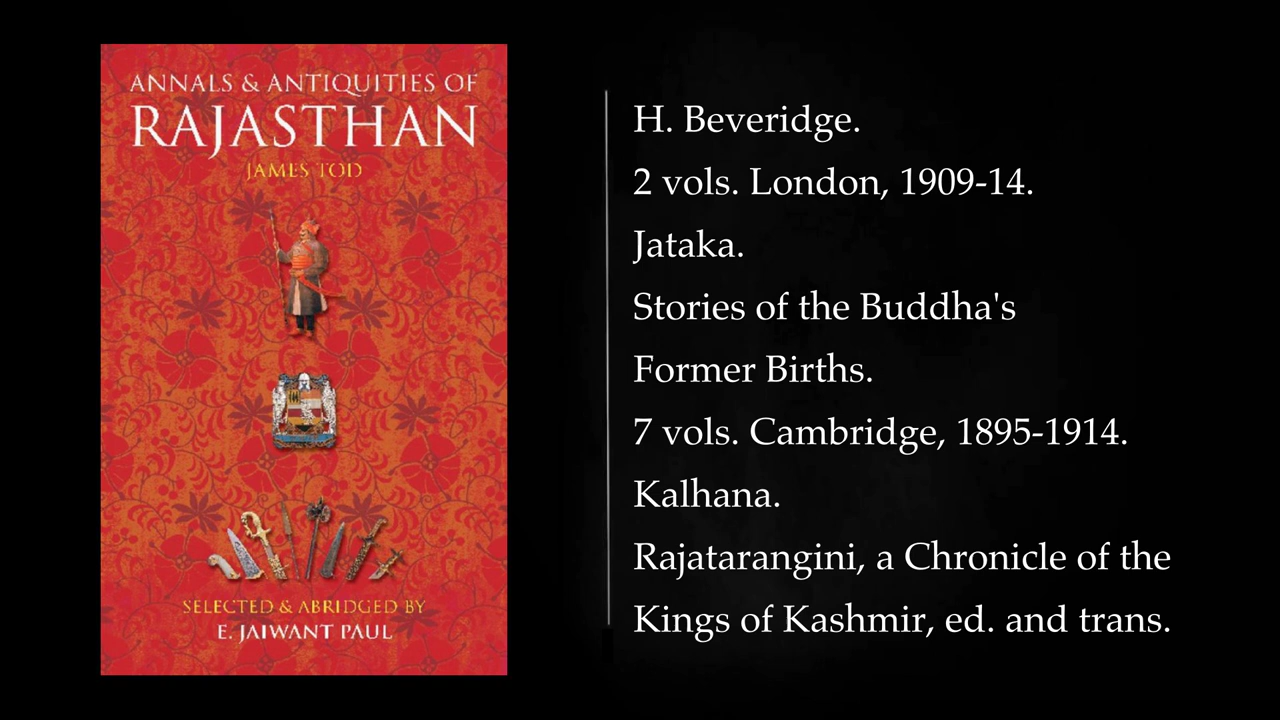 ANNALS & ANTIQUITIES OF
RAJASTHAN
JAMES TOD
SELECTED & ABRIDGED BY
E. JAIWANT PAUL
H. Beveridge.
2 vols. London, 1909-14.
Jataka.
Stories of the Buddha's
Former Births.
7 vols. Cambridge, 1895-1914.
Kalhana.
Rajatarangini, a Chronicle of the
Kings of Kashmir, ed. and trans.